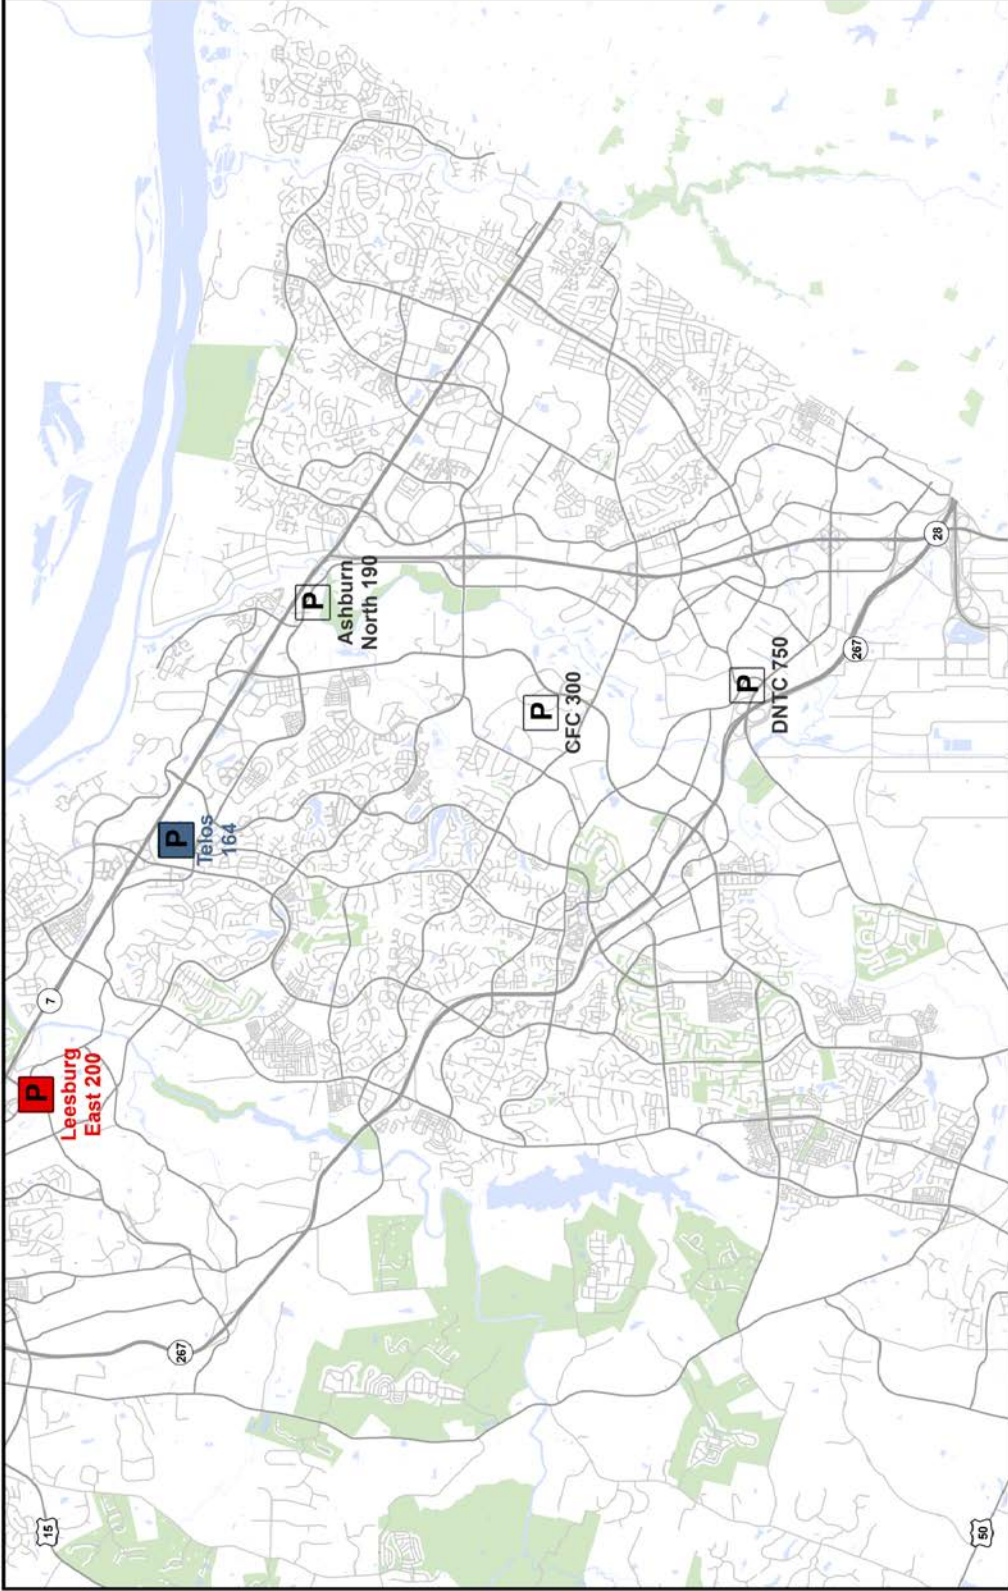 15
267
P
Leesburg
East 200
7
P
Telos
164
P
Ashburn
North 190
P
CFC 300
P
DNTC 750
267
28
50